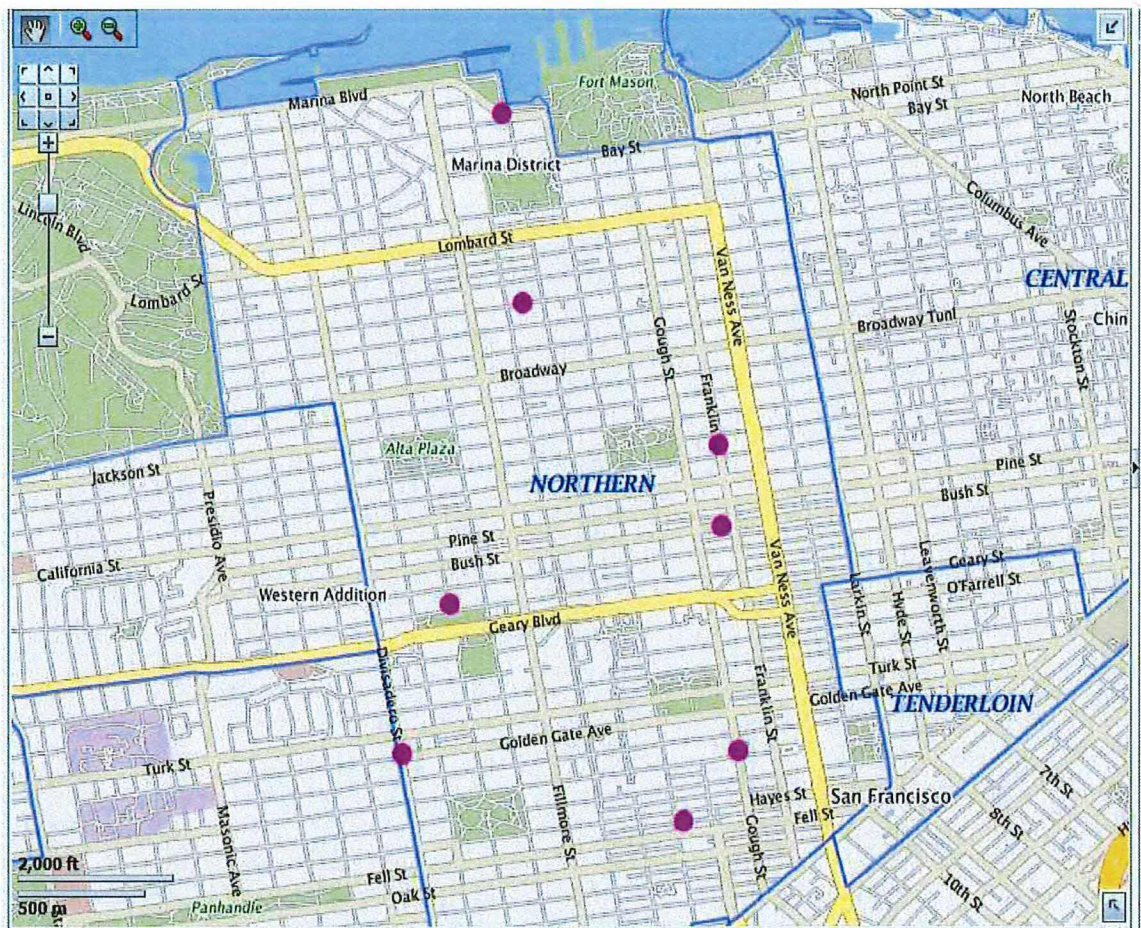 Fort Mason
North Point St
Marina Blvd
Bay St
North Beach
Bay St
Marina District
Columbus Ave
Lincoln Blvd
Lombard St
CENTRAL
Van Ness Ave
Lombard St
Broadway Tunl
Chin
Stockton St
Gough St
Broadway
Franklin
Alta Plaza
Jackson St
Pine St
NORTHERN
Bush St
Presidio Ave
Pine St
Bush St
Van Ness Ave
Leavenworth St
Geary St
California St
O'Farrell St
Larkin St
Western Addition
Hyde St
Geary Blvd
Divisadero St
Turk St
Franklin St
Golden Gate Ave
TENDERLOIN
Golden Gate Ave
Turk St
7th St
Hayes St
San Francisco
Fell St
8th St
Fillmore St
Masonic Ave
Gough St
2,000 ft
Fell St
10th St
Oak St
500 m
Panhandle